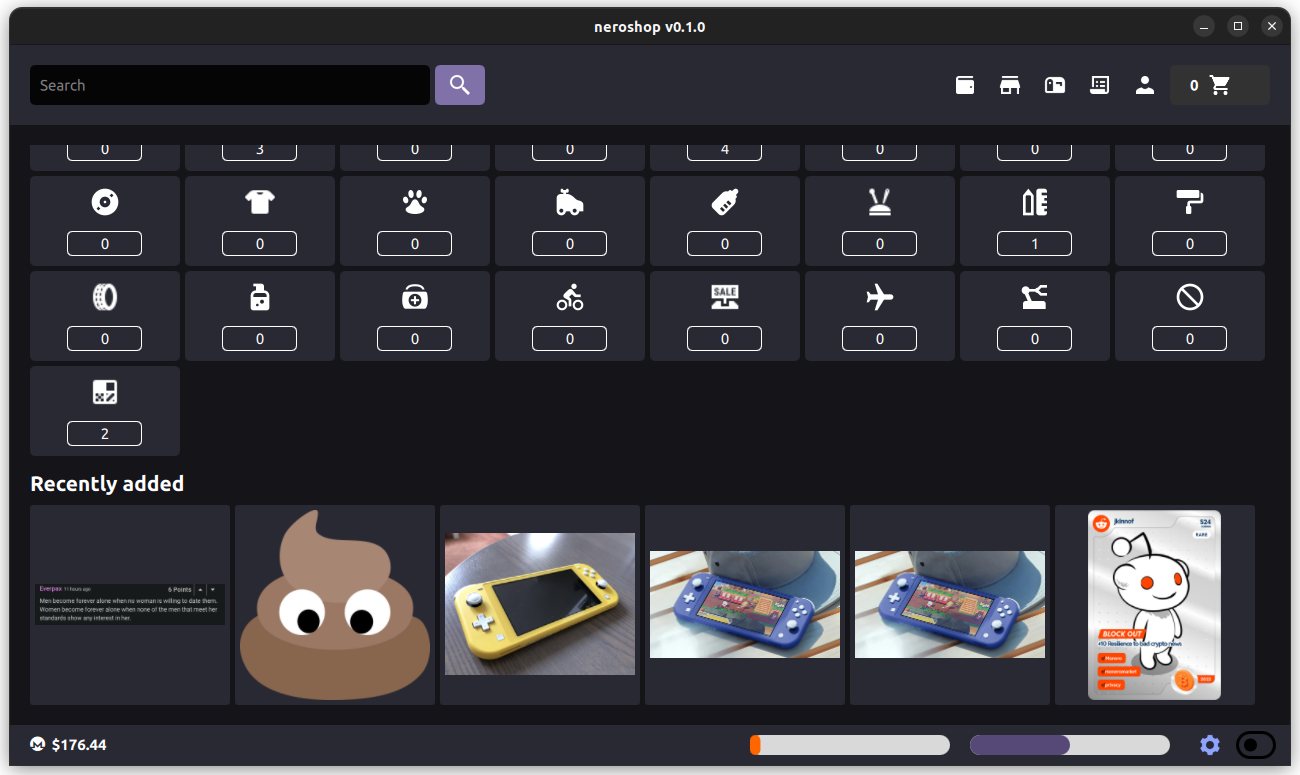 neroshop v0.1.0
Search
0
0 3 0 0 4 0 0 0
0 0 0 0 0 0 1 0
SALE
0 0 0 0 0 0 0 0
2
Recently added
Everpax 11 hours ago 6 Points
Men become forever alone when no woman is willing to date them.
Women become forever alone when none of the men that meet her
standards show any interest in her.
jkinnof 524
RARE
BLOCK OUT
+10 Resilience to bad crypto news
privacy
$176.44